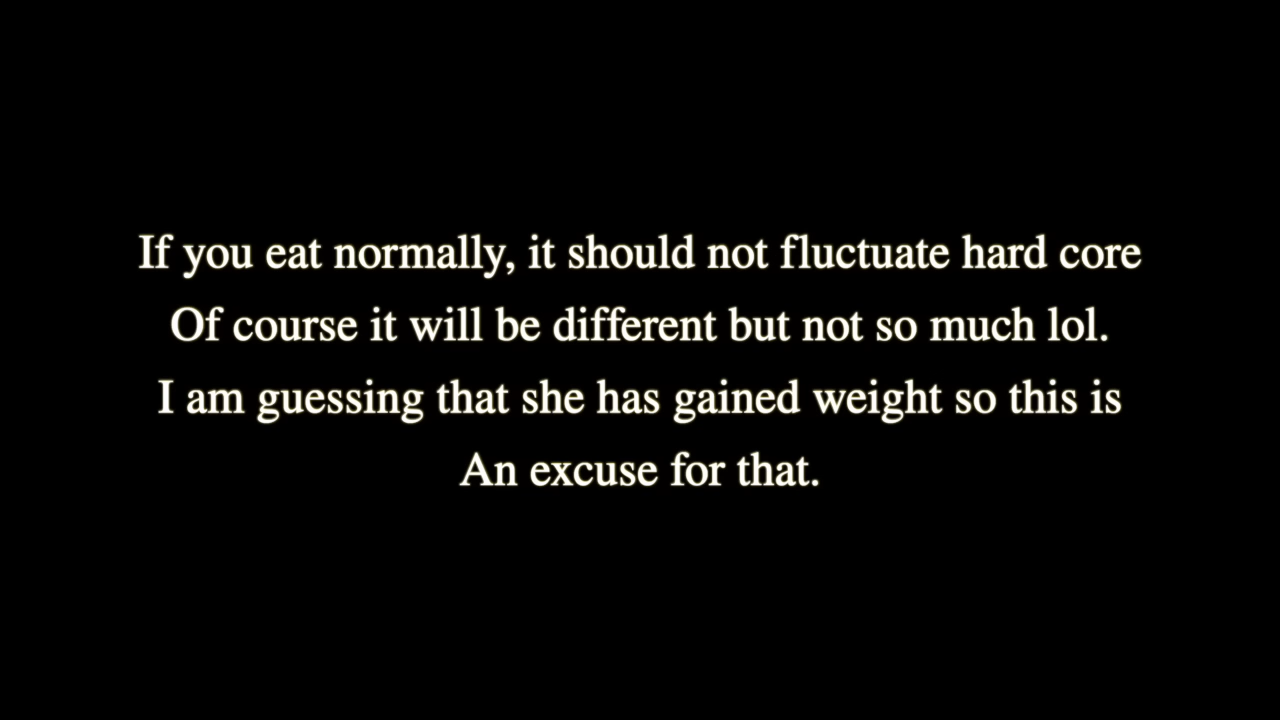 If you eat normally, it should not fluctuate hard core
Of course it will be different but not so much lol.
I am guessing that she has gained weight so this is
An excuse for that.